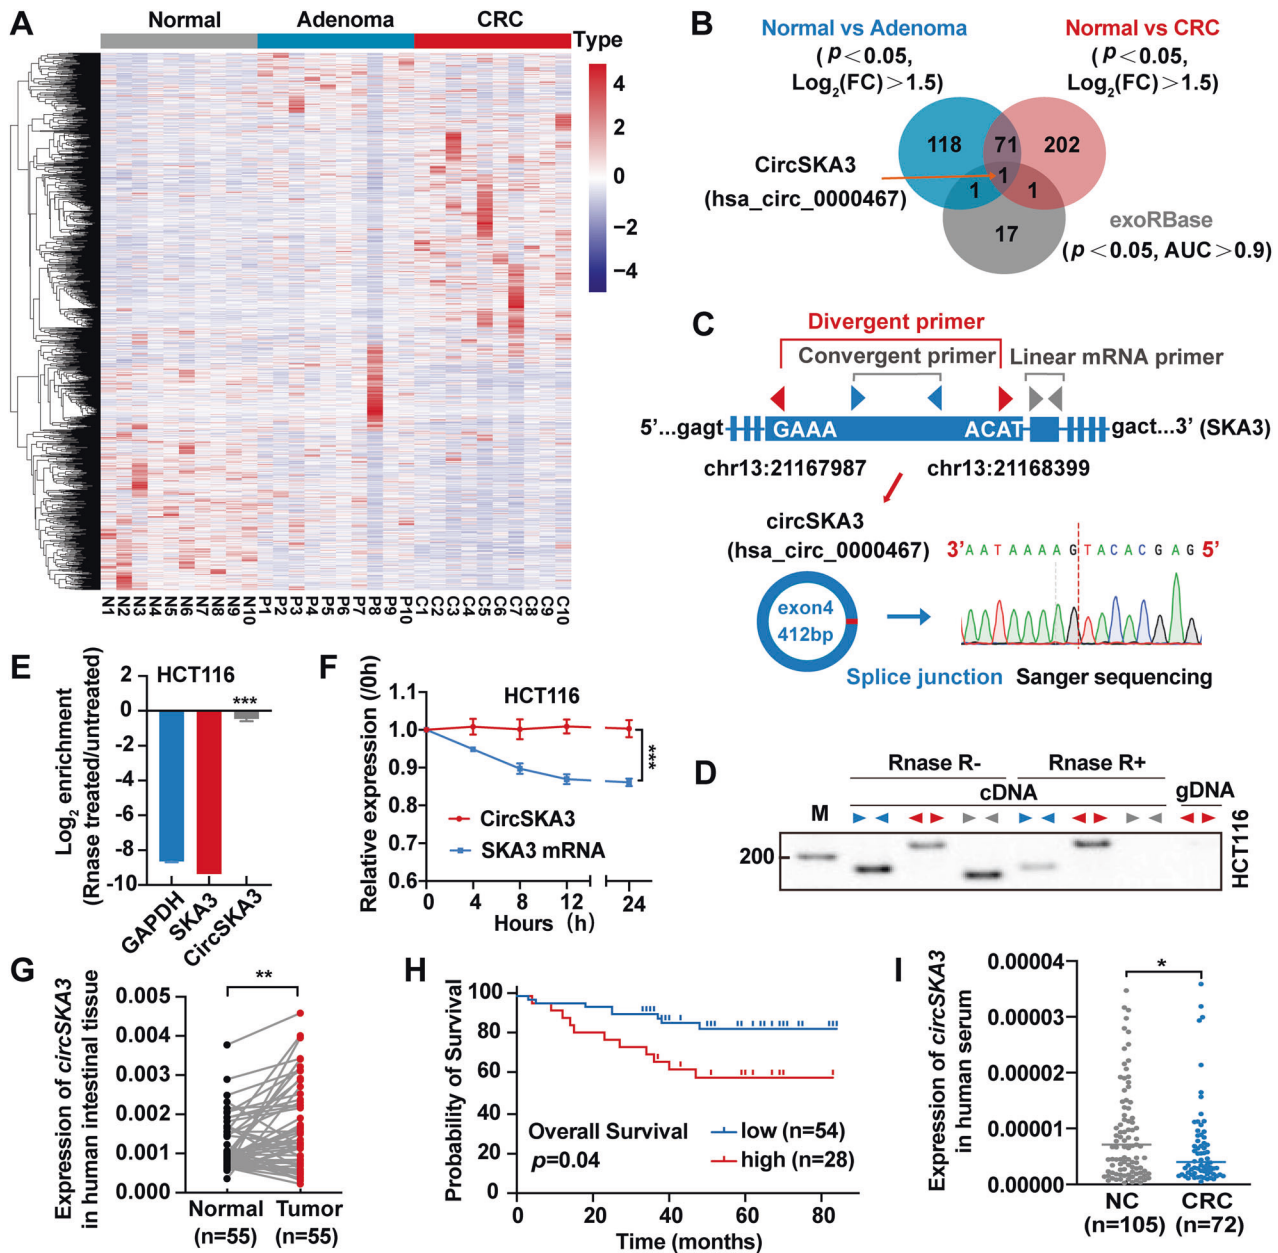 A
Normal
Adenoma
CRC
Type
4
2
0
−2
−4
N1
N2
N3
N4
N5
N6
N7
N8
N9
N10
P1
P2
P3
P4
P5
P6
P7
P8
P9
P10
C1
C2
C3
C4
C5
C6
C7
C8
C9
C10
B
Normal vs Adenoma
(p<0.05,
Log2(FC)>1.5)
Normal vs CRC
(p<0.05,
Log2(FC)>1.5)
118
71
202
1
1
1
17
CircSKA3
(hsa_circ_0000467)
exoRBase
(p<0.05, AUC>0.9)
C
Divergent primer
Convergent primer
Linear mRNA primer
5’...gagt
GAAA
ACAT
gact...3’ (SKA3)
chr13:21167987
chr13:21168399
circSKA3
(hsa_circ_0000467)
3’ A A T A A A A G T A C A C G A G 5’
exon4
412bp
Splice junction
Sanger sequencing
E
HCT116
***
Log2 enrichment
(Rnase treated/untreated)
2
0
-2
-4
-6
-8
-10
GAPDH
SKA3
CircSKA3
F
HCT116
Relative expression (/0h)
1.1
1.0
0.9
0.8
0.7
0.6
***
CircSKA3
SKA3 mRNA
0
4
8
12
24
Hours (h)
D
Rnase R-
Rnase R+
cDNA
gDNA
M
200
HCT116
G
**
Expression of circSKA3
in human intestinal tissue
0.005
0.004
0.003
0.002
0.001
0.000
Normal
(n=55)
Tumor
(n=55)
H
Probability of Survival
100
80
60
40
20
0
Overall Survival
p=0.04
low (n=54)
high (n=28)
0
20
40
60
80
Time (months)
I
*
Expression of circSKA3
in human serum
0.00004
0.00003
0.00002
0.00001
0.00000
NC
(n=105)
CRC
(n=72)